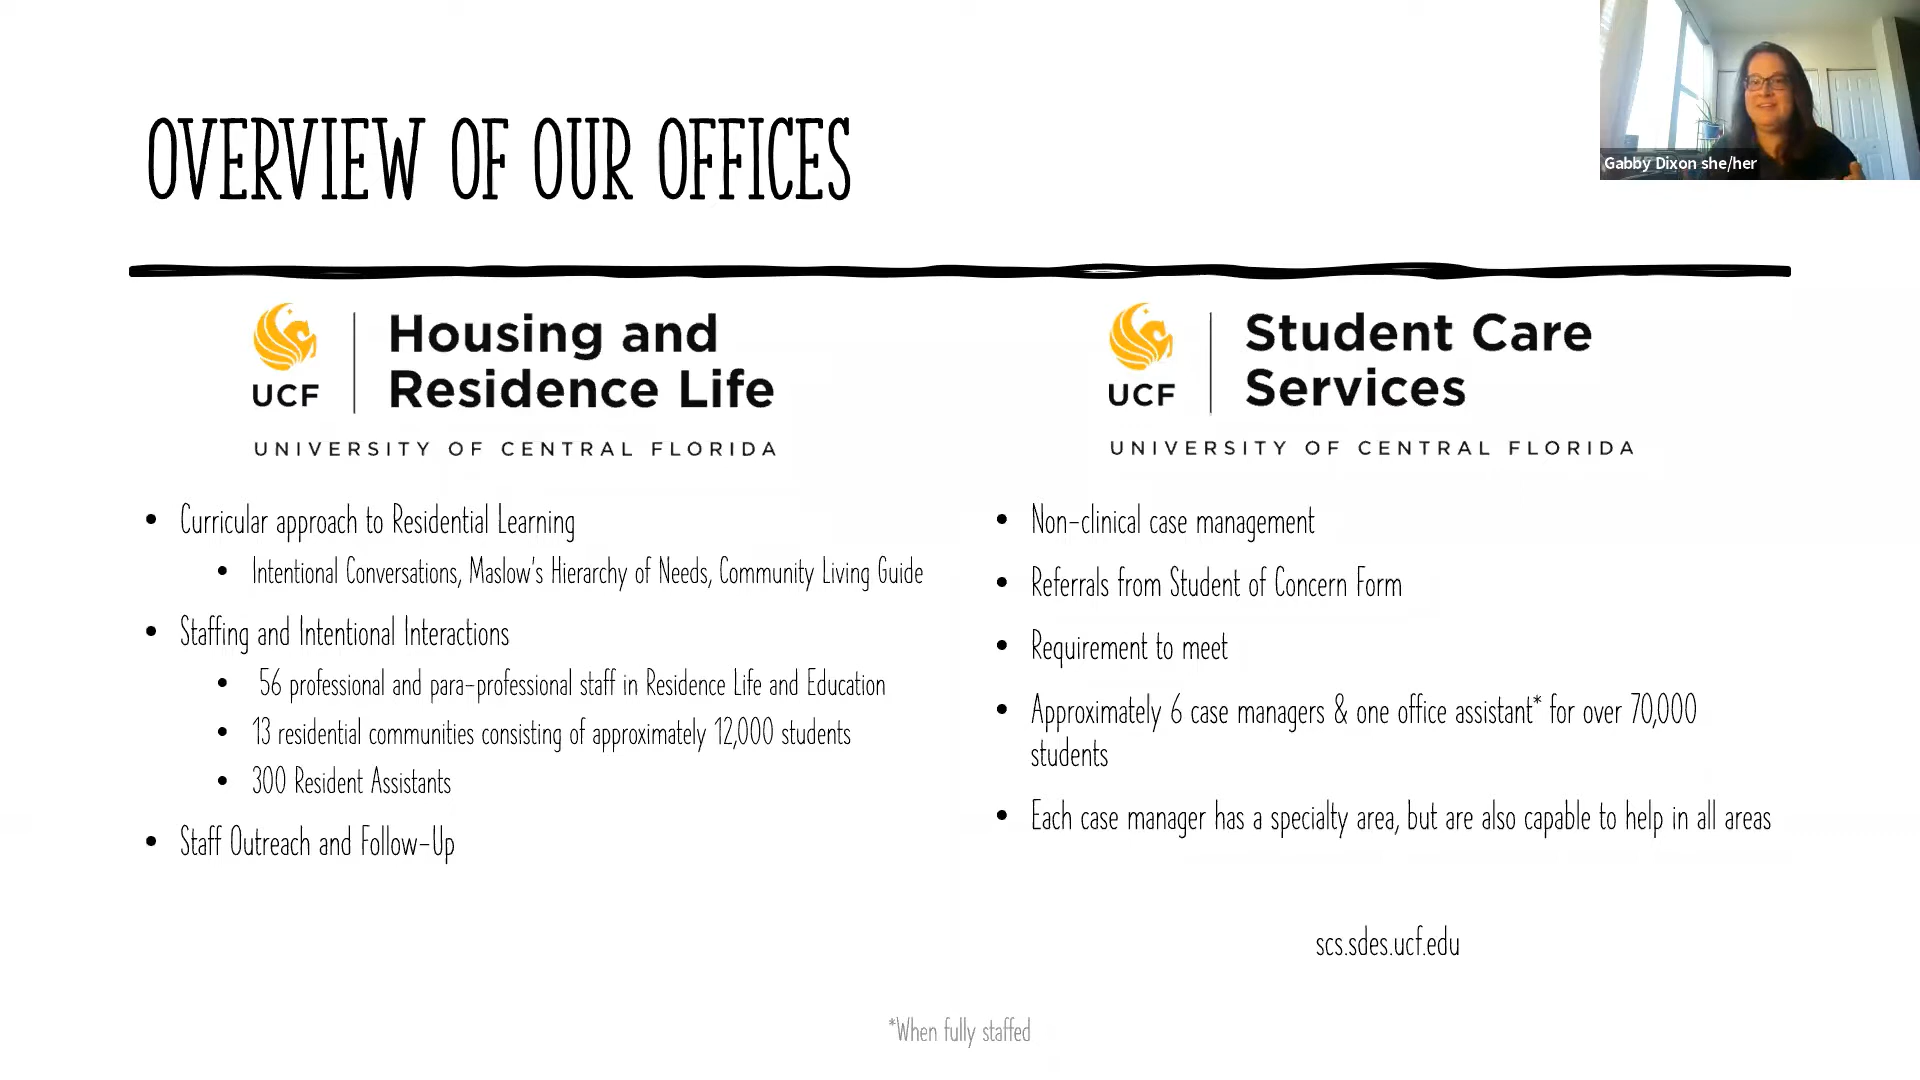 OVERVIEW OF OUR OFFICES
Gabby Dixon she/her
UCF
Housing and
Residence Life
UNIVERSITY OF CENTRAL FLORIDA
• Curricular approach to Residential Learning
• Intentional Conversations, Maslow's Hierarchy of Needs, Community Living Guide
• Staffing and Intentional Interactions
• 56 professional and para-professional staff in Residence Life and Education
• 13 residential communities consisting of approximately 12,000 students
• 300 Resident Assistants
• Staff Outreach and Follow-Up
UCF
Student Care
Services
UNIVERSITY OF CENTRAL FLORIDA
• Non-clinical case management
• Referrals from Student of Concern Form
• Requirement to meet
• Approximately 6 case managers & one office assistant* for over 70,000
students
• Each case manager has a specialty area, but are also capable to help in all areas
scs.sdes.ucf.edu
*When fully staffed